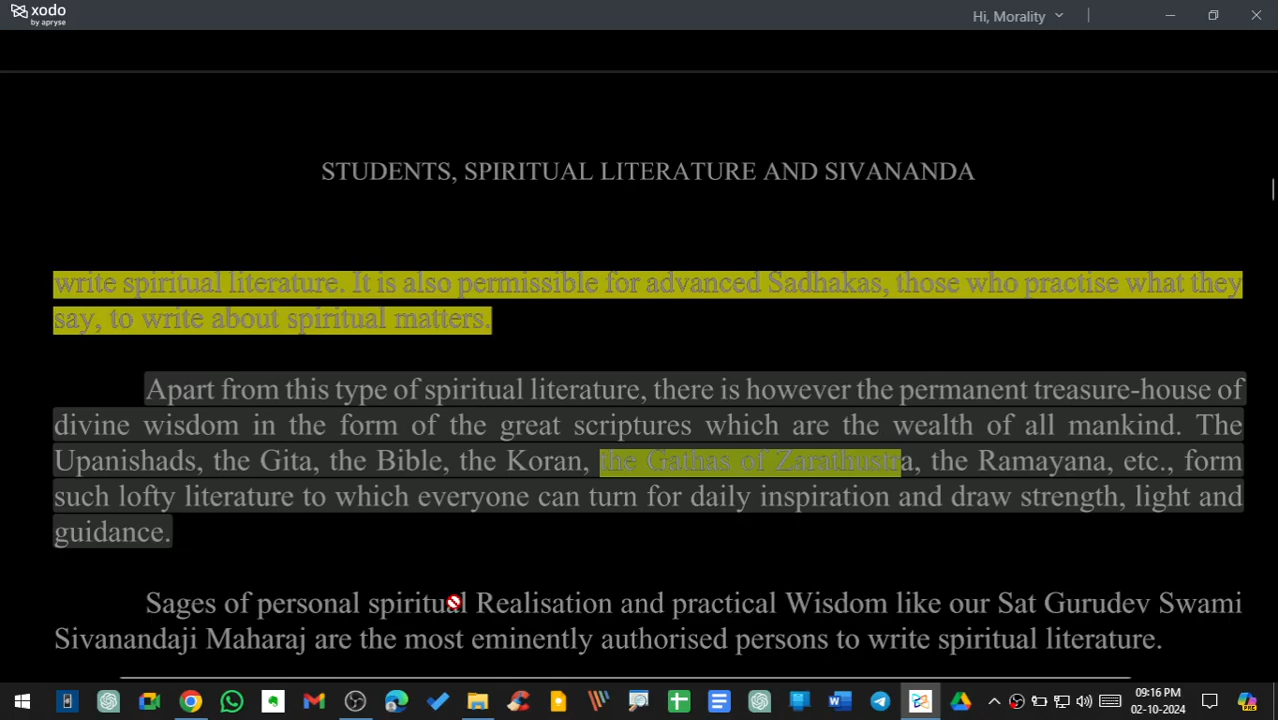 xodo
by apryse
Hi, Morality
STUDENTS, SPIRITUAL LITERATURE AND SIVANANDA
write spiritual literature. It is also permissible for advanced Sadhakas, those who practise what they
say, to write about spiritual matters.
Apart from this type of spiritual literature, there is however the permanent treasure-house of
divine wisdom in the form of the great scriptures which are the wealth of all mankind. The
Upanishads, the Gita, the Bible, the Koran, the Gathas of Zarathustra, the Ramayana, etc., form
such lofty literature to which everyone can turn for daily inspiration and draw strength, light and
guidance.
Sages of personal spiritual Realisation and practical Wisdom like our Sat Gurudev Swami
Sivanandaji Maharaj are the most eminently authorised persons to write spiritual literature.
09:16 PM
02-10-2024
PRE